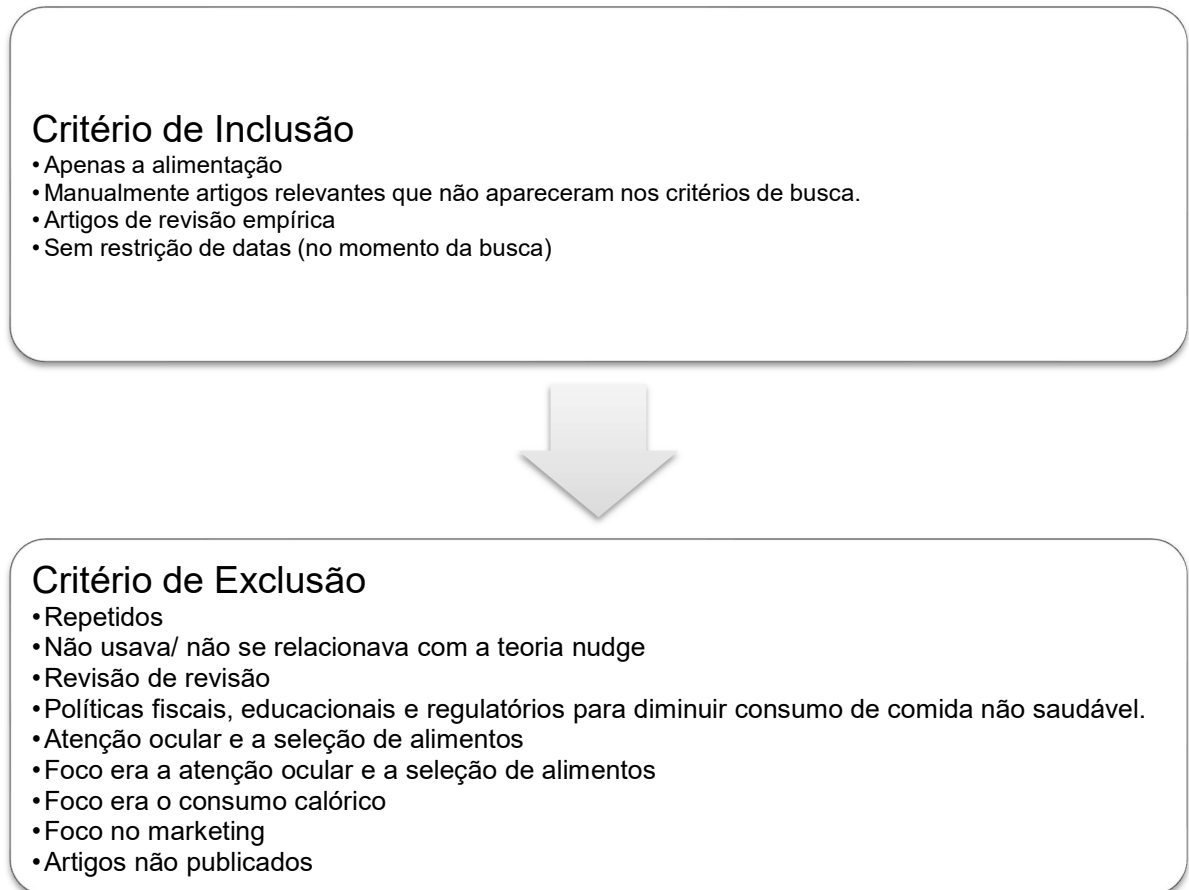 Critério de Inclusão
• Apenas a alimentação
• Manualmente artigos relevantes que não apareceram nos critérios de busca.
• Artigos de revisão empírica
• Sem restrição de datas (no momento da busca)
Critério de Exclusão
• Repetidos
• Não usava/ não se relacionava com a teoria nudge
• Revisão de revisão
• Políticas fiscais, educacionais e regulatórios para diminuir consumo de comida não saudável.
• Atenção ocular e a seleção de alimentos
• Foco era a atenção ocular e a seleção de alimentos
• Foco era o consumo calórico
• Foco no marketing
• Artigos não publicados